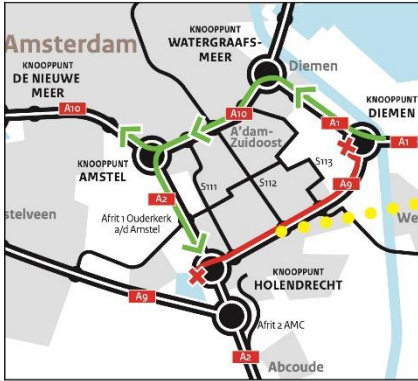 Amsterdam
KNOOPPUNT
WATERGRAAFS-
MEER
KNOOPPUNT
DE NIEUWE
MEER
Diemen
KNOOPPUNT
DIEMEN
A10
A10
A1
A1
A'dam-
Zuidoost
KNOOPPUNT
AMSTEL
A2
S111
S112
S113
A9
Afrit 1 Ouderkerk
a/d Amstel
stelveen
We
KNOOPPUNT
HOLENDRECHT
A9
Afrit 2 AMC
A2
Abcoude